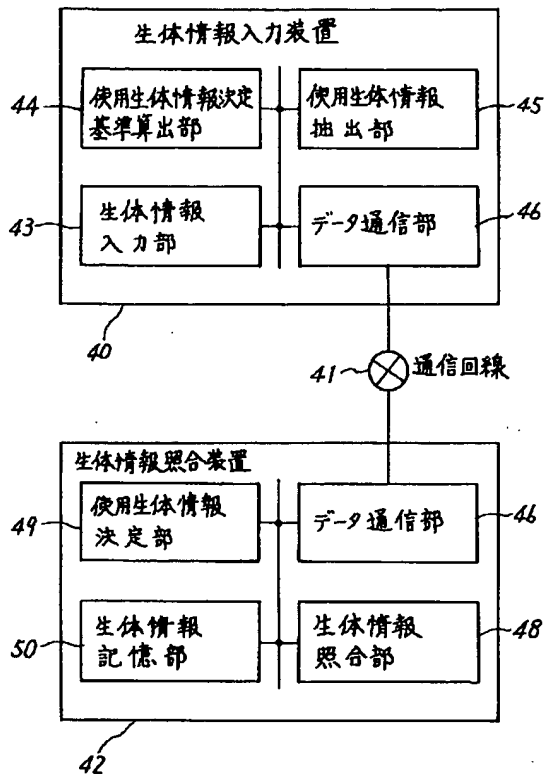 生体情報入力装置
44
使用生体情報決定
基準算出部
使用生体情報
抽出部
45
43
生体情報
入力部
データ通信部
46
40
41
通信回線
生体情報照合装置
49
使用生体情報
決定部
データ通信部
46
50
生体情報
記憶部
生体情報
照合部
48
42